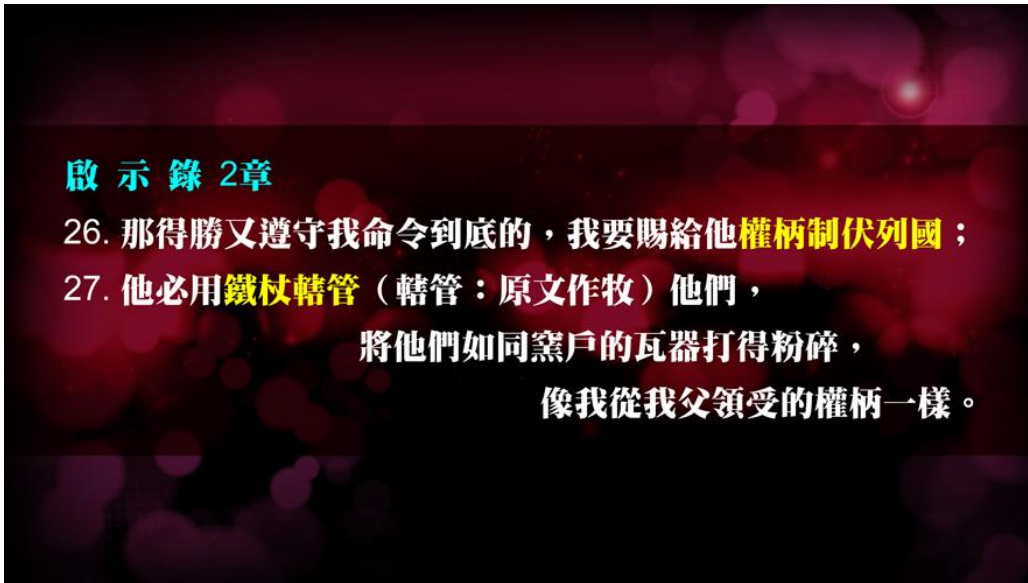 啟 示 錄 2章
26. 那得勝又遵守我命令到底的，我要賜給他權柄制伏列國；
27. 他必用鐵杖轄管（轄管：原文作牧）他們，
將他們如同窯戶的瓦器打得粉碎，
像我從我父領受的權柄一樣。